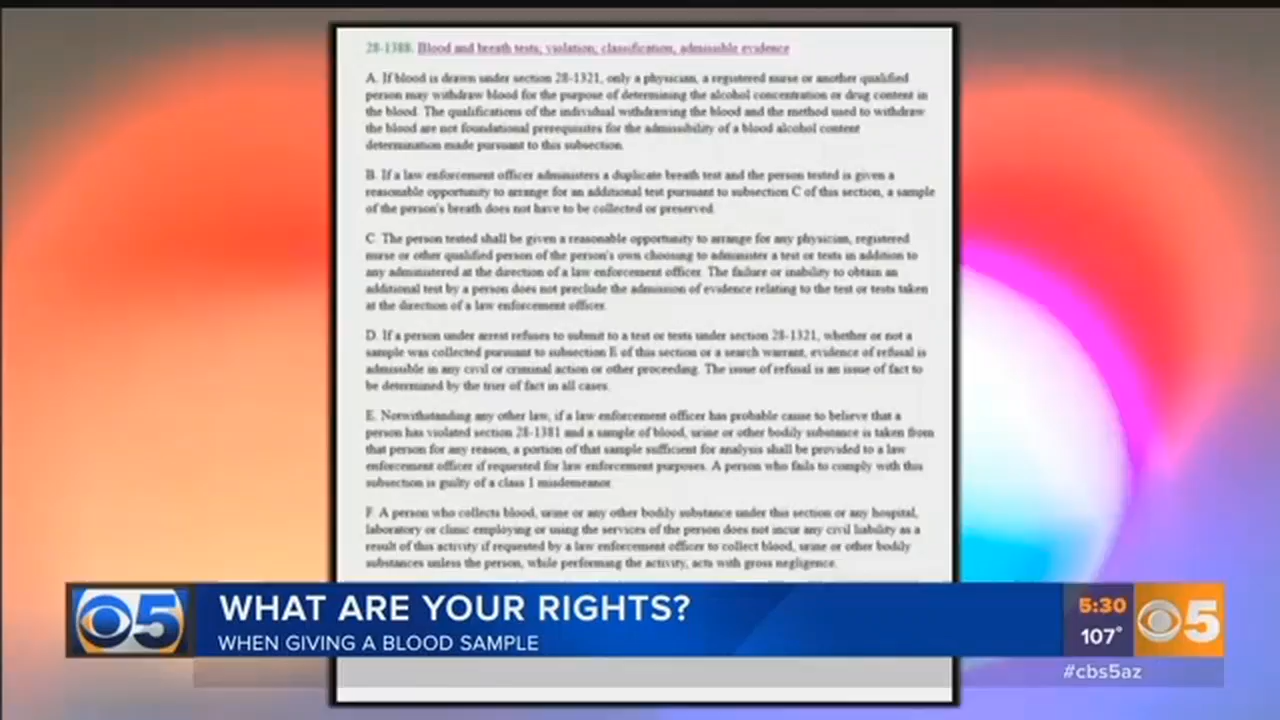 28-1388. Blood and breath tests; violation; classification; admissible evidence
A. If blood is drawn under section 28-1321, only a physician, a registered nurse or another qualified
person may withdraw blood for the purpose of determining the alcohol concentration or drug content in
the blood. The qualifications of the individual withdrawing the blood and the method used to withdraw
the blood are not foundational prerequisites for the admissibility of a blood alcohol content
determination made pursuant to this subsection.
B. If a law enforcement officer administers a duplicate breath test and the person tested is given a
reasonable opportunity to arrange for an additional test pursuant to subsection C of this section, a sample
of the person's breath does not have to be collected or preserved.
C. The person tested shall be given a reasonable opportunity to arrange for any physician, registered
nurse or other qualified person of the person's own choosing to administer a test or tests in addition to
any administered at the direction of a law enforcement officer. The failure or inability to obtain an
additional test by a person does not preclude the admission of evidence relating to the test or tests taken
at the direction of a law enforcement officer.
D. If a person under arrest refuses to submit to a test or tests under section 28-1321, whether or not a
sample was collected pursuant to subsection E of this section or a search warrant, evidence of refusal is
admissible in any civil or criminal action or other proceeding. The issue of refusal is an issue of fact to
be determined by the trier of fact in all cases.
E. Notwithstanding any other law, if a law enforcement officer has probable cause to believe that a
person has violated section 28-1381 and a sample of blood, urine or other bodily substance is taken from
that person for any reason, a portion of that sample sufficient for analysis shall be provided to a law
enforcement officer if requested for law enforcement purposes. A person who fails to comply with this
subsection is guilty of a class 1 misdemeanor.
F. A person who collects blood, urine or any other bodily substance under this section or any hospital,
laboratory or clinic employing or using the services of the person does not incur any civil liability as a
result of this activity if requested by a law enforcement officer to collect blood, urine or other bodily
substances unless the person, while performing the activity, acts with gross negligence.
5
WHAT ARE YOUR RIGHTS?
WHEN GIVING A BLOOD SAMPLE
5:30
107°
5
#cbs5az